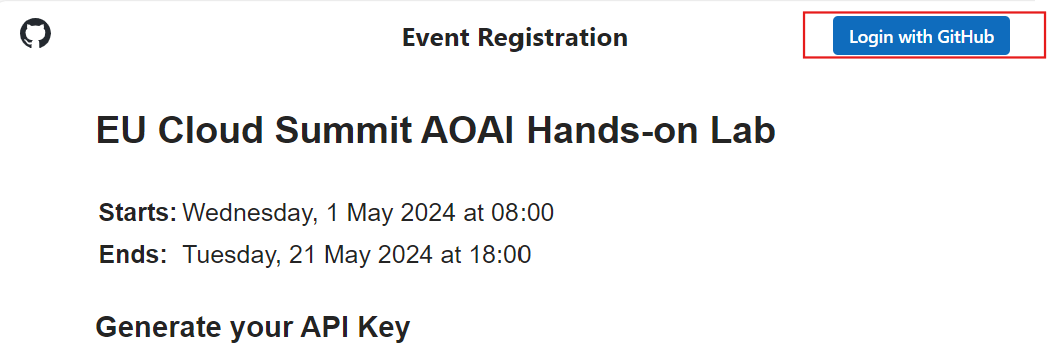 Event Registration
Login with GitHub
EU Cloud Summit AOAI Hands-on Lab
Starts: Wednesday, 1 May 2024 at 08:00
Ends: Tuesday, 21 May 2024 at 18:00
Generate your API Key